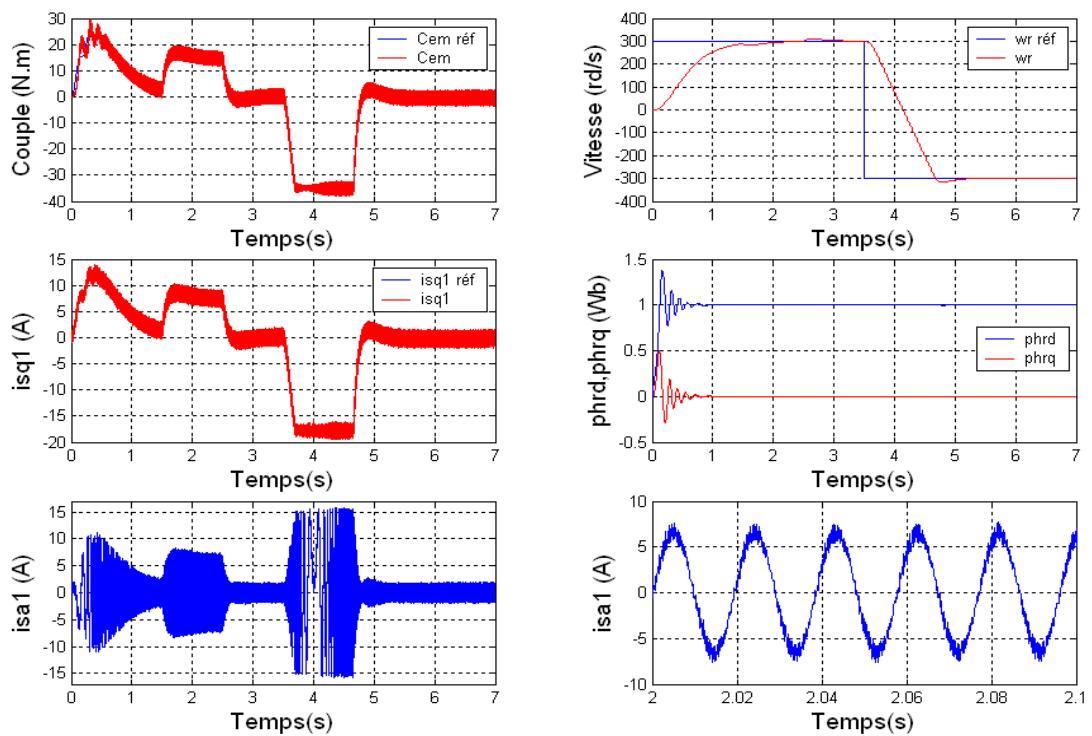 30
20
10
0
-10
-20
-30
-40
Couple (N.m)
Cem réf
Cem
0 1 2 3 4 5 6 7
Temps(s)
400
300
200
100
0
-100
-200
-300
-400
Vitesse (rd/s)
wr réf
wr
0 1 2 3 4 5 6 7
Temps(s)
15
10
5
0
-5
-10
-15
-20
isq1 (A)
isq1 réf
isq1
0 1 2 3 4 5 6 7
Temps(s)
1.5
1
0.5
0
-0.5
phrd,phrq (Wb)
phrd
phrq
0 1 2 3 4 5 6 7
Temps(s)
15
10
5
0
-5
-10
-15
isa1 (A)
0 1 2 3 4 5 6 7
Temps(s)
10
5
0
-5
-10
isa1 (A)
2 2.02 2.04 2.06 2.08 2.1
Temps(s)